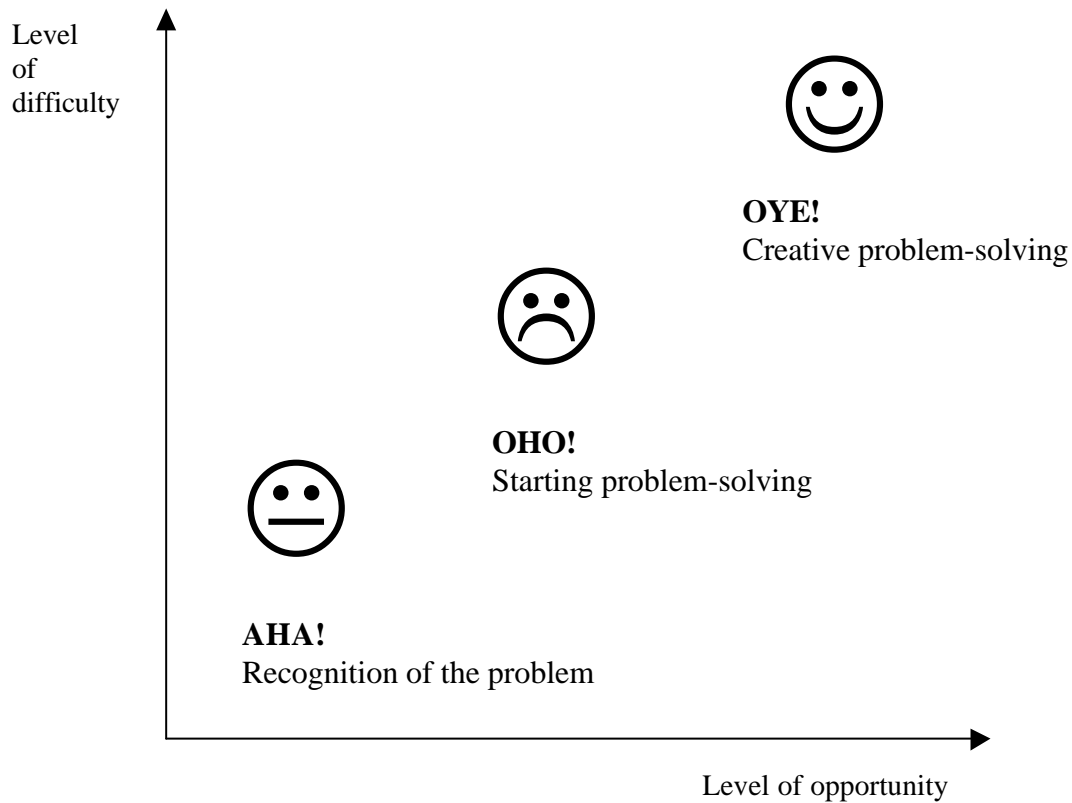 Level
of
difficulty
OYE!
Creative problem-solving
OHO!
Starting problem-solving
AHA!
Recognition of the problem
Level of opportunity